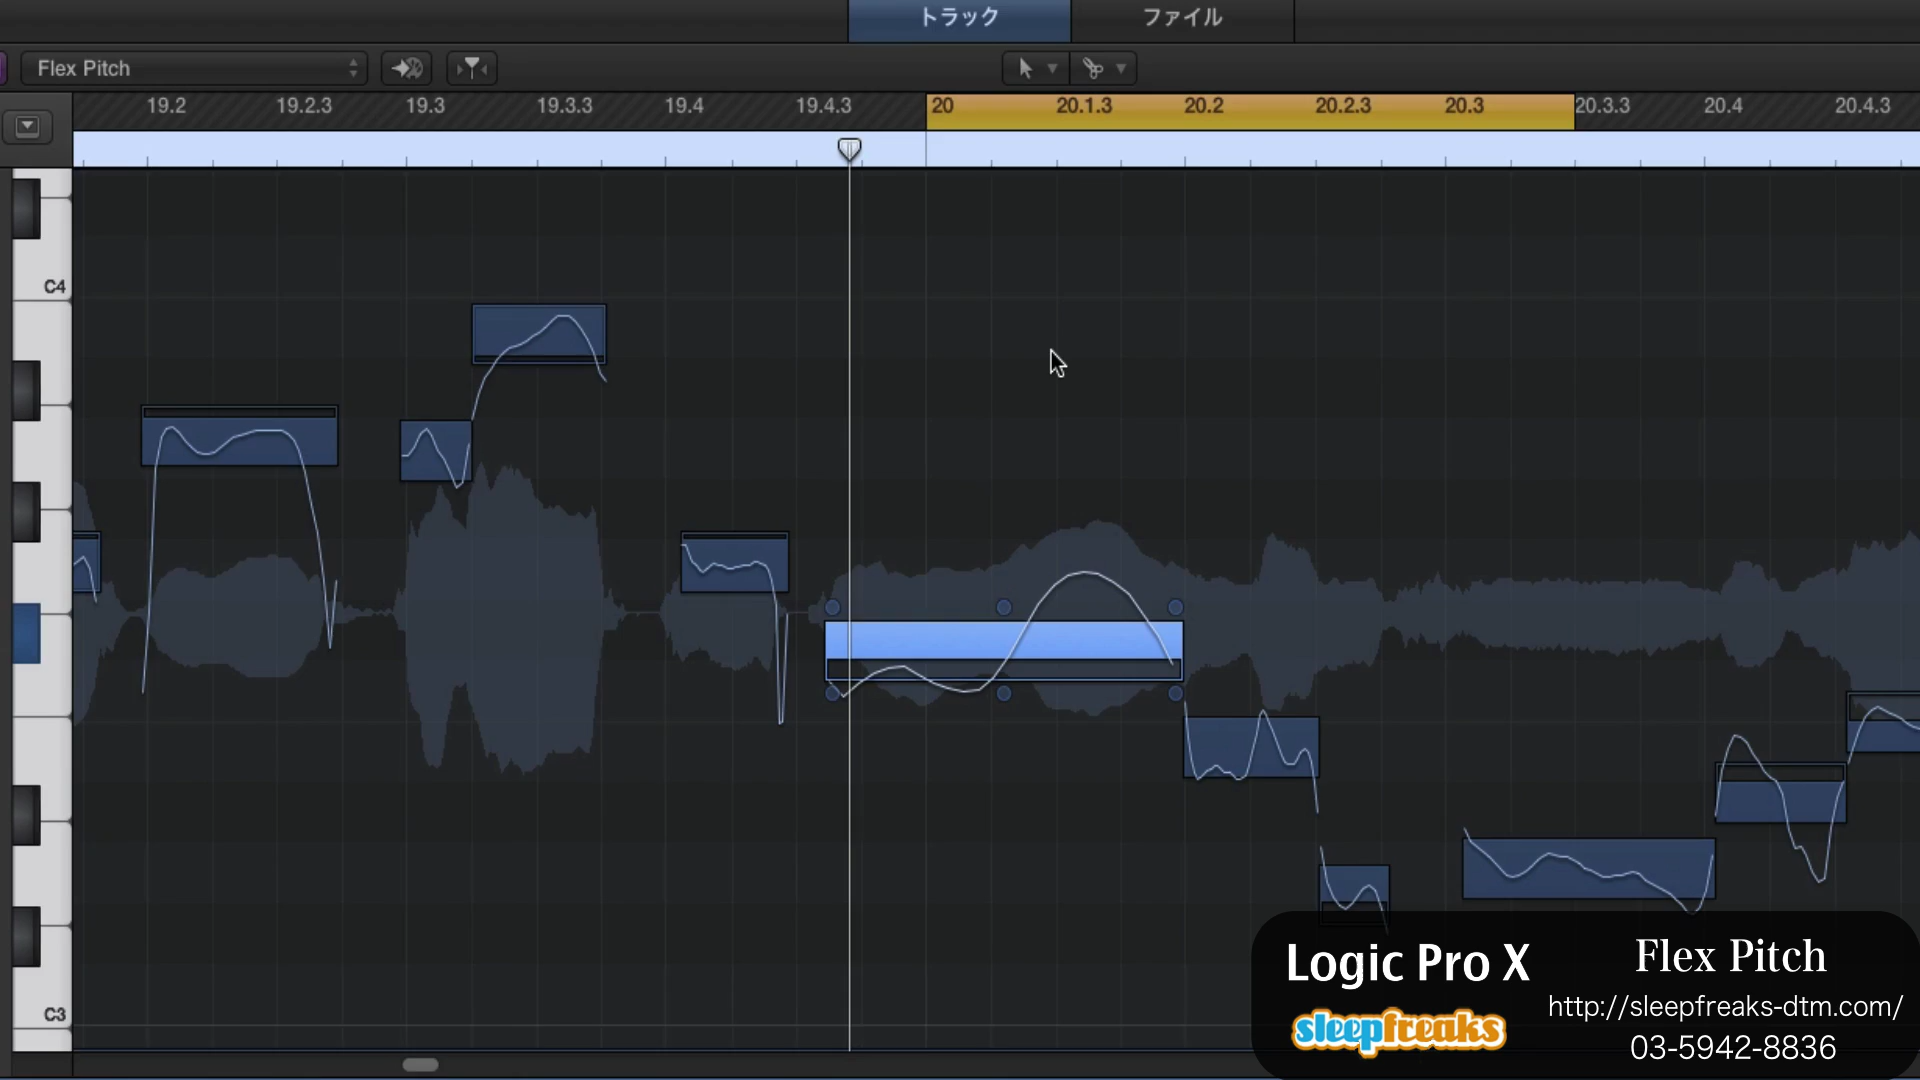 トラック
ファイル
Flex Pitch
19.2
19.2.3
19.3
19.3.3
19.4
19.4.3
20
20.1.3
20.2
20.2.3
20.3
20.3.3
20.4
20.4.3
C4
C3
Logic Pro X
Flex Pitch
http://sleepfreaks-dtm.com/
sleepfreaks
03-5942-8836